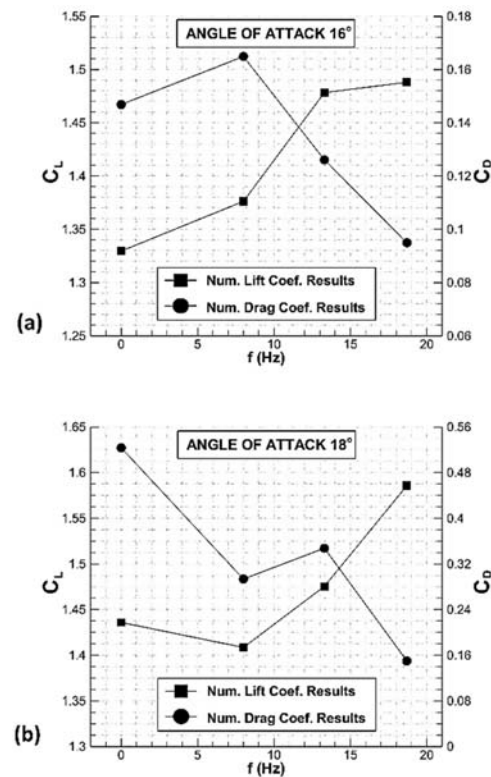 ANGLE OF ATTACK 16°
1.55
1.5
1.45
1.4
1.35
1.3
1.25
C_L
0.18
0.16
0.14
0.12
0.1
0.08
0.06
C_D
Num. Lift Coef. Results
Num. Drag Coef. Results
(a)
0 5 10 15 20
f (Hz)
ANGLE OF ATTACK 18°
1.65
1.6
1.55
1.5
1.45
1.4
1.35
1.3
C_L
0.56
0.48
0.4
0.32
0.24
0.16
0.08
0
C_D
Num. Lift Coef. Results
Num. Drag Coef. Results
(b)
0 5 10 15 20
f (Hz)